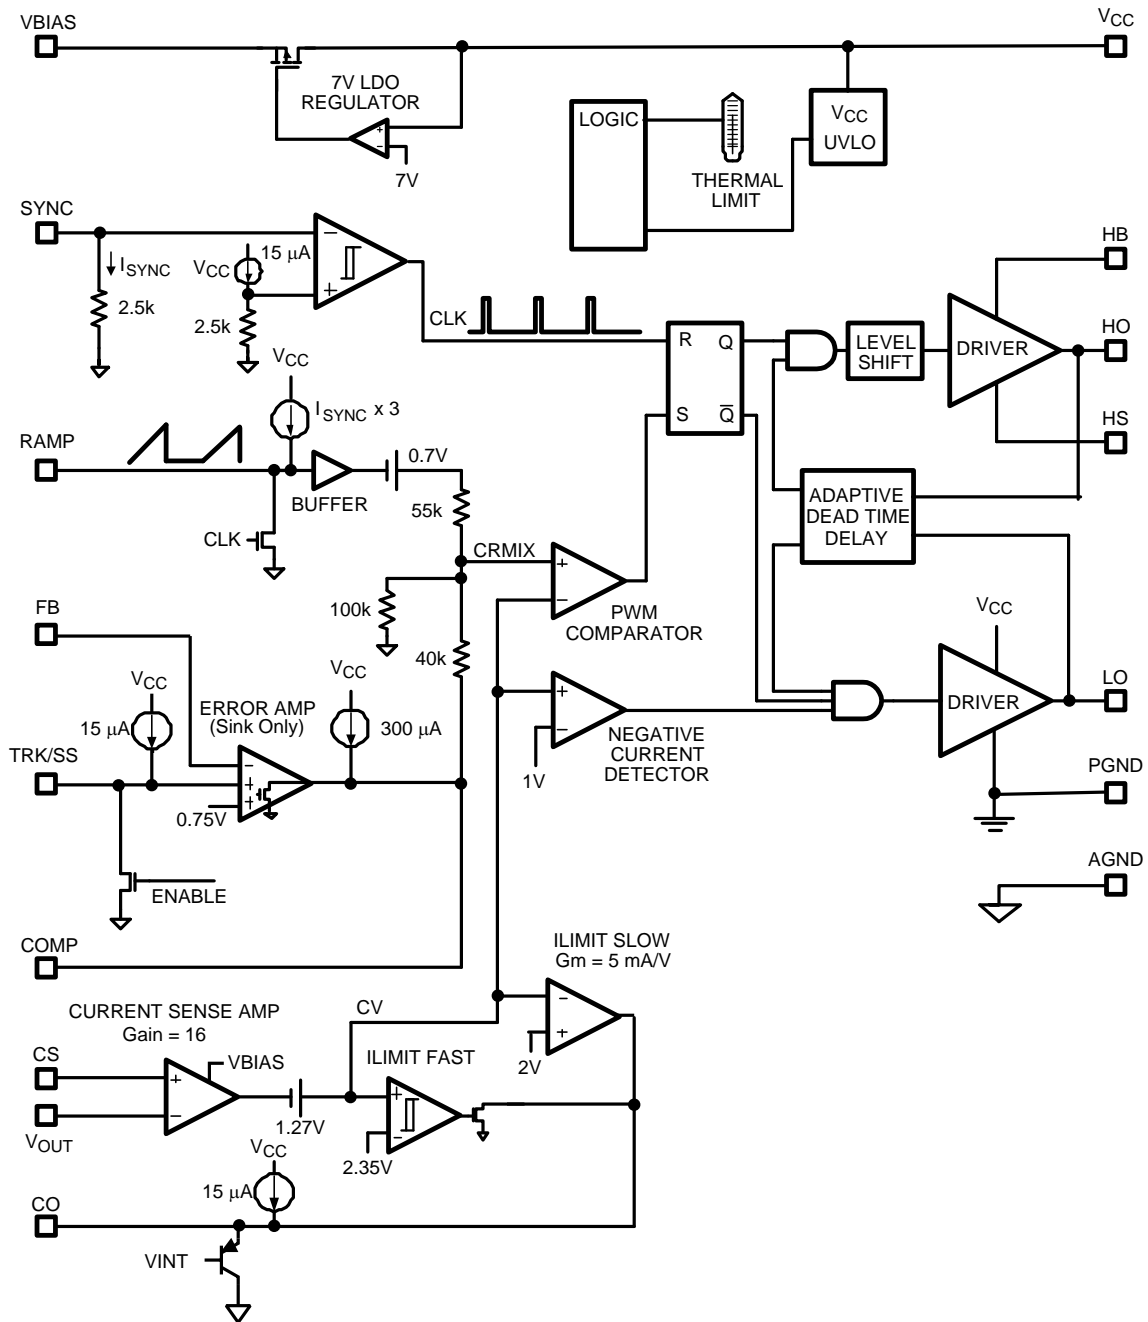 VBIAS
VCC
7V LDO
REGULATOR
+
-
7V
LOGIC
THERMAL
LIMIT
VCC
UVLO
SYNC
ISYNC
2.5k
VCC
15 μA
2.5k
−
+
CLK
R Q
S Q̅
LEVEL
SHIFT
DRIVER
HB
HO
HS
VCC
ISYNC x 3
RAMP
BUFFER
0.7V
55k
CLK
CRMIX
100k
40k
+
−
PWM
COMPARATOR
ADAPTIVE
DEAD TIME
DELAY
FB
VCC
15 μA
ERROR AMP
(Sink Only)
VCC
300 μA
TRK/SS
-
+
+
0.75V
ENABLE
+
−
1V
NEGATIVE
CURRENT
DETECTOR
VCC
DRIVER
LO
PGND
AGND
COMP
ILIMIT SLOW
Gm = 5 mA/V
-
+
2V
CURRENT SENSE AMP
Gain = 16
CV
CS
+
−
VBIAS
VOUT
1.27V
ILIMIT FAST
+
-
2.35V
VCC
15 μA
CO
VINT